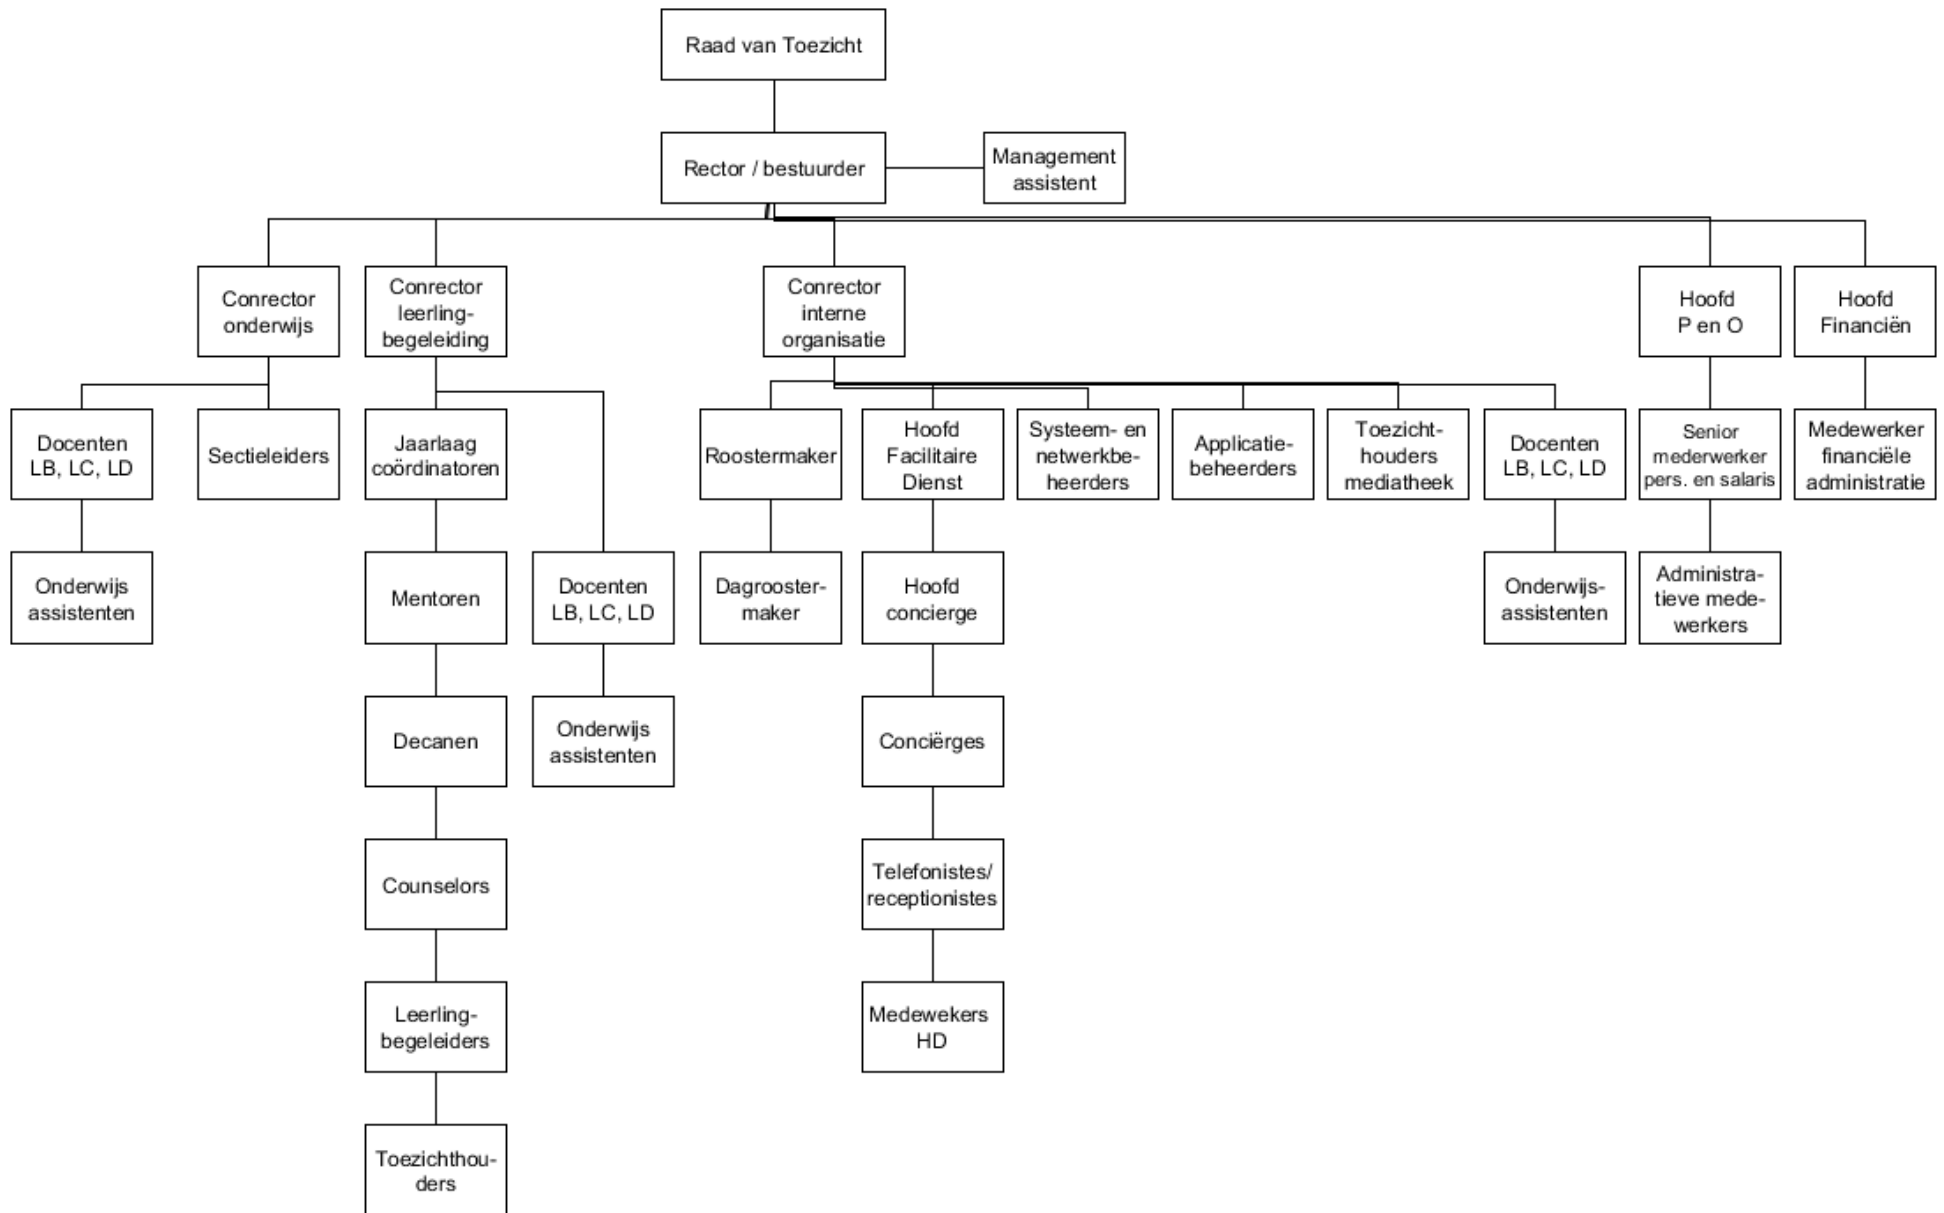 Raad van Toezicht
Rector / bestuurder
Management
assistent
Conrector
onderwijs
Conrector
leerling-
begeleiding
Conrector
interne
organisatie
Hoofd
P en O
Hoofd
Financiën
Docenten
LB, LC, LD
Sectieleiders
Jaarlaag
coördinatoren
Roostermaker
Hoofd
Facilitaire
Dienst
Systeem- en
netwerkbe-
heerders
Applicatie-
beheerders
Toezicht-
houders
mediatheek
Docenten
LB, LC, LD
Senior
mederwerker
pers. en salaris
Medewerker
financiële
administratie
Onderwijs
assistenten
Mentoren
Docenten
LB, LC, LD
Dagrooster-
maker
Hoofd
concierge
Onderwijs-
assistenten
Administra-
tieve mede-
werkers
Decanen
Onderwijs
assistenten
Conciërges
Counselors
Telefonistes/
receptionistes
Leerling-
begeleiders
Medewekers
HD
Toezichthou-
ders